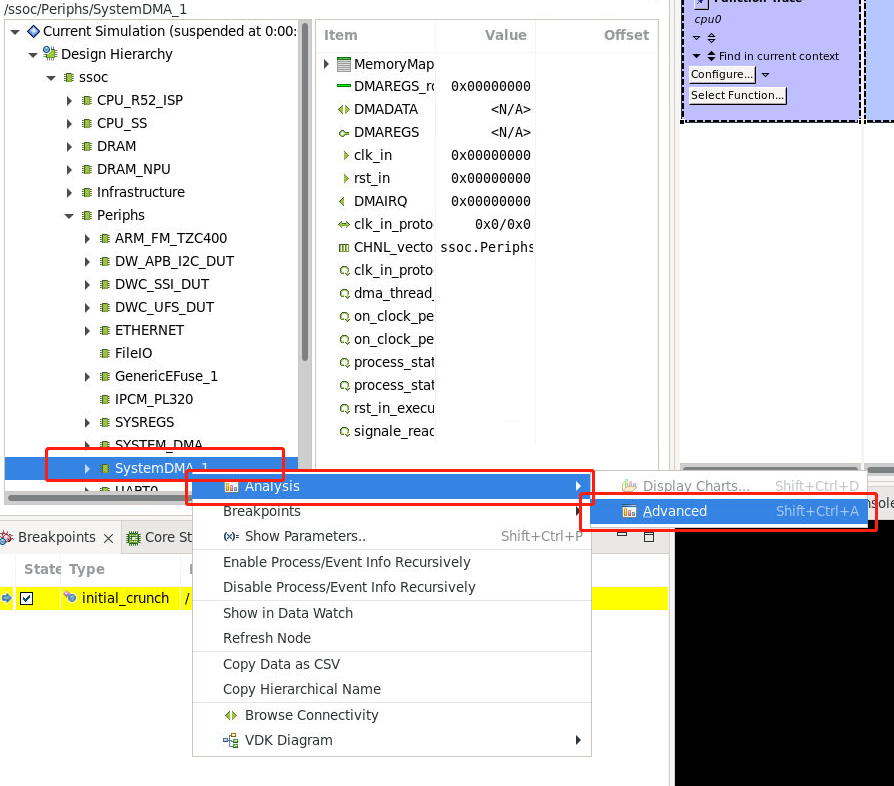 /ssoc/Periphs/SystemDMA_1
Current Simulation (suspended at 0:00:
Design Hierarchy
ssoc
CPU_R52_ISP
CPU_SS
DRAM
DRAM_NPU
Infrastructure
Periphs
ARM_FM_TZC400
DW_APB_I2C_DUT
DWC_SSI_DUT
DWC_UFS_DUT
ETHERNET
FileIO
GenericEFuse_1
IPCM_PL320
SYSREGS
SYSTEM_DMA
SystemDMA_1
UART0
Item Value Offset
MemoryMap
DMAREGS_ro 0x00000000
DMADATA <N/A>
DMAREGS <N/A>
clk_in 0x00000000
rst_in 0x00000000
DMAIRQ 0x00000000
clk_in_proto 0x0/0x0
CHNL_vecto ssoc.Periphs
clk_in_proto
dma_thread_
on_clock_pe
on_clock_pe
process_stat
process_stat
rst_in_execu
signale_reac
Function Trace
cpu0
Find in current context
Configure...
Select Function...
Analysis
Breakpoints
Show Parameters.. Shift+Ctrl+P
Enable Process/Event Info Recursively
Disable Process/Event Info Recursively
Show in Data Watch
Refresh Node
Copy Data as CSV
Copy Hierarchical Name
Browse Connectivity
VDK Diagram
Display Charts... Shift+Ctrl+D
Advanced Shift+Ctrl+A
nsole
Breakpoints
Core St
State Type
initial_crunch /